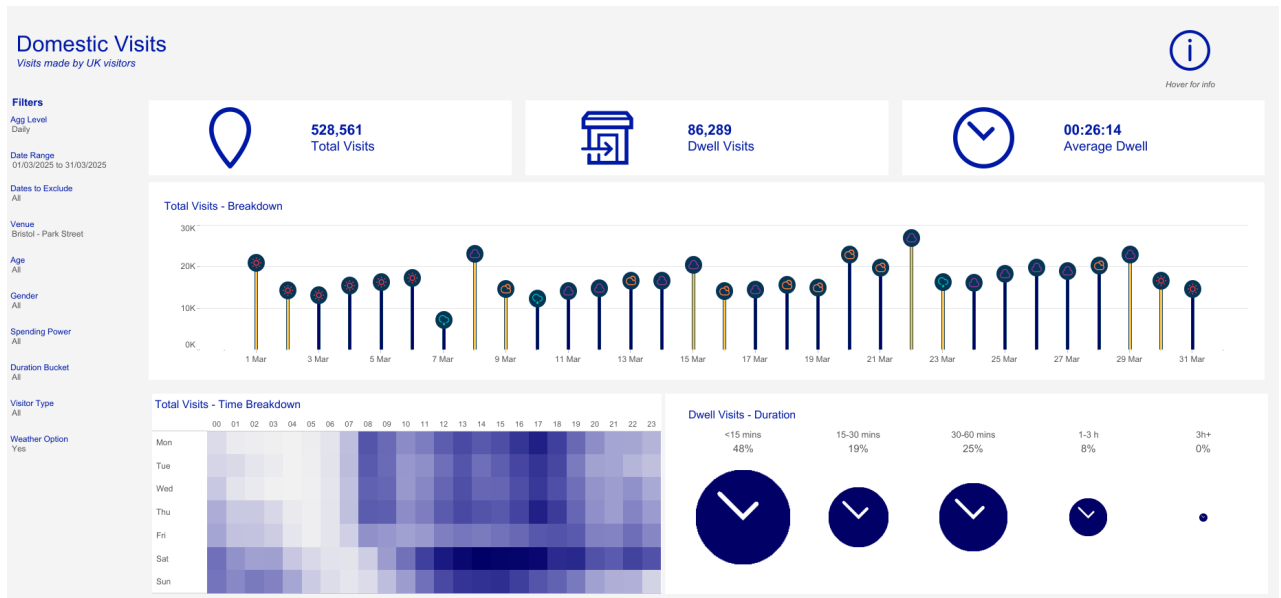 Domestic Visits
Visits made by UK visitors
Hover for info
Filters
Agg Level
Daily
Date Range
01/03/2025 to 31/03/2025
Dates to Exclude
All
Venue
Bristol - Park Street
Age
All
Gender
All
Spending Power
All
Duration Bucket
All
Visitor Type
All
Weather Option
Yes
528,561
Total Visits
86,289
Dwell Visits
00:26:14
Average Dwell
Total Visits - Breakdown
30K
20K
10K
0K
1 Mar 3 Mar 5 Mar 7 Mar 9 Mar 11 Mar 13 Mar 15 Mar 17 Mar 19 Mar 21 Mar 23 Mar 25 Mar 27 Mar 29 Mar 31 Mar
Total Visits - Time Breakdown
00 01 02 03 04 05 06 07 08 09 10 11 12 13 14 15 16 17 18 19 20 21 22 23
Mon
Tue
Wed
Thu
Fri
Sat
Sun
Dwell Visits - Duration
<15 mins 15-30 mins 30-60 mins 1-3 h 3h+
48% 19% 25% 8% 0%